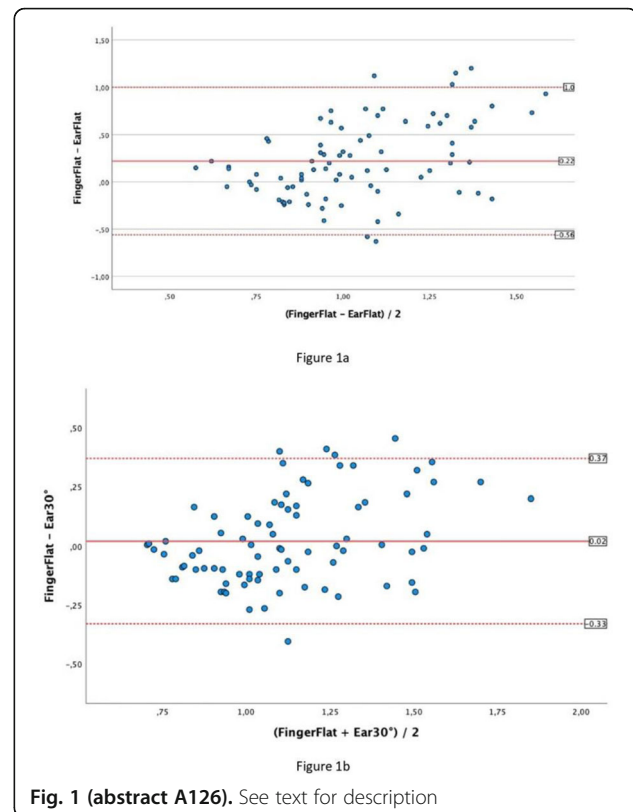 1,50
1,00
1,0
,50
0.22
,00
-,50
-0.56
-1,00
FingerFlat – EarFlat
,50 ,75 1,00 1,25 1,50
(FingerFlat – EarFlat) / 2
Figure 1a
,50
0.37
,25
0.02
,00
-,25
-0.33
-,50
FingerFlat – Ear30°
,75 1,00 1,25 1,50 1,75 2,00
(FingerFlat + Ear30°) / 2
Figure 1b
Fig. 1 (abstract A126). See text for description